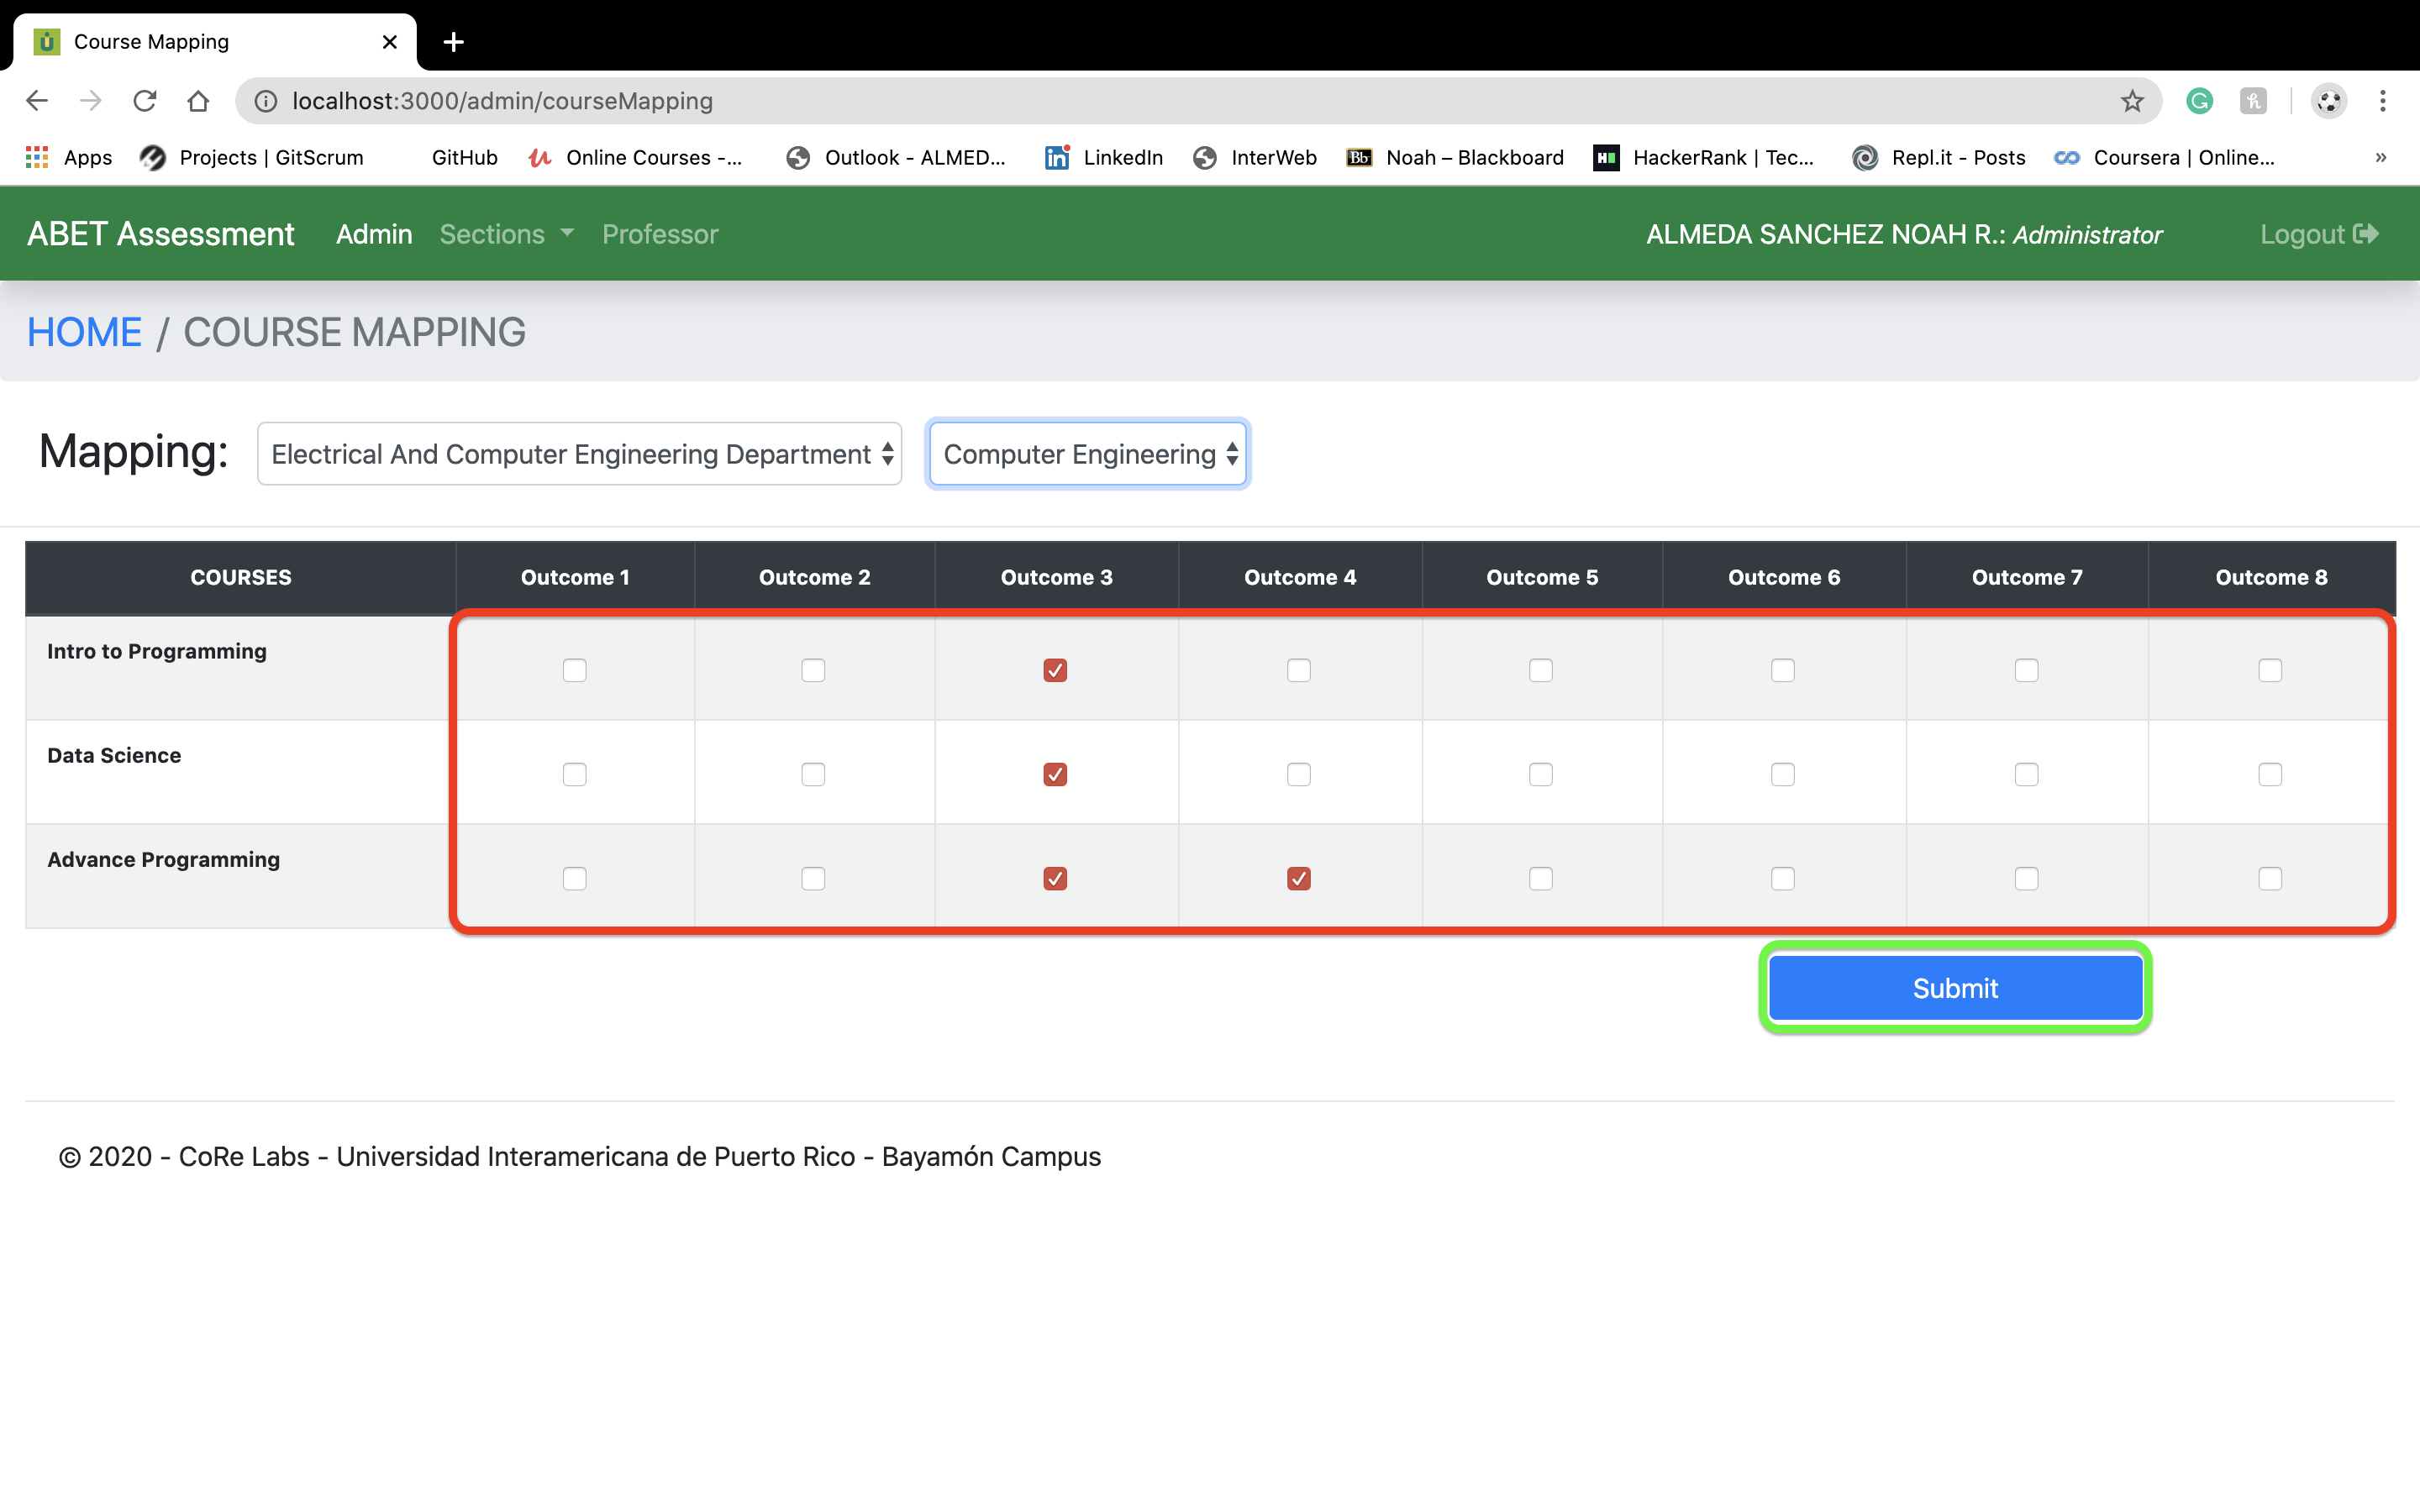 Course Mapping
localhost:3000/admin/courseMapping
Apps Projects | GitScrum GitHub Online Courses -... Outlook - ALMED... LinkedIn InterWeb Bb Noah – Blackboard H Hackerrank | Tec... Repl.it - Posts Coursera | Online... »
ABET Assessment Admin Sections Professor ALMEDA SANCHEZ NOAH R.: Administrator Logout
HOME / COURSE MAPPING
Mapping: Electrical And Computer Engineering Department Computer Engineering
COURSES Outcome 1 Outcome 2 Outcome 3 Outcome 4 Outcome 5 Outcome 6 Outcome 7 Outcome 8
Intro to Programming
Data Science
Advance Programming
Submit
© 2020 - CoRe Labs - Universidad Interamericana de Puerto Rico - Bayamón Campus